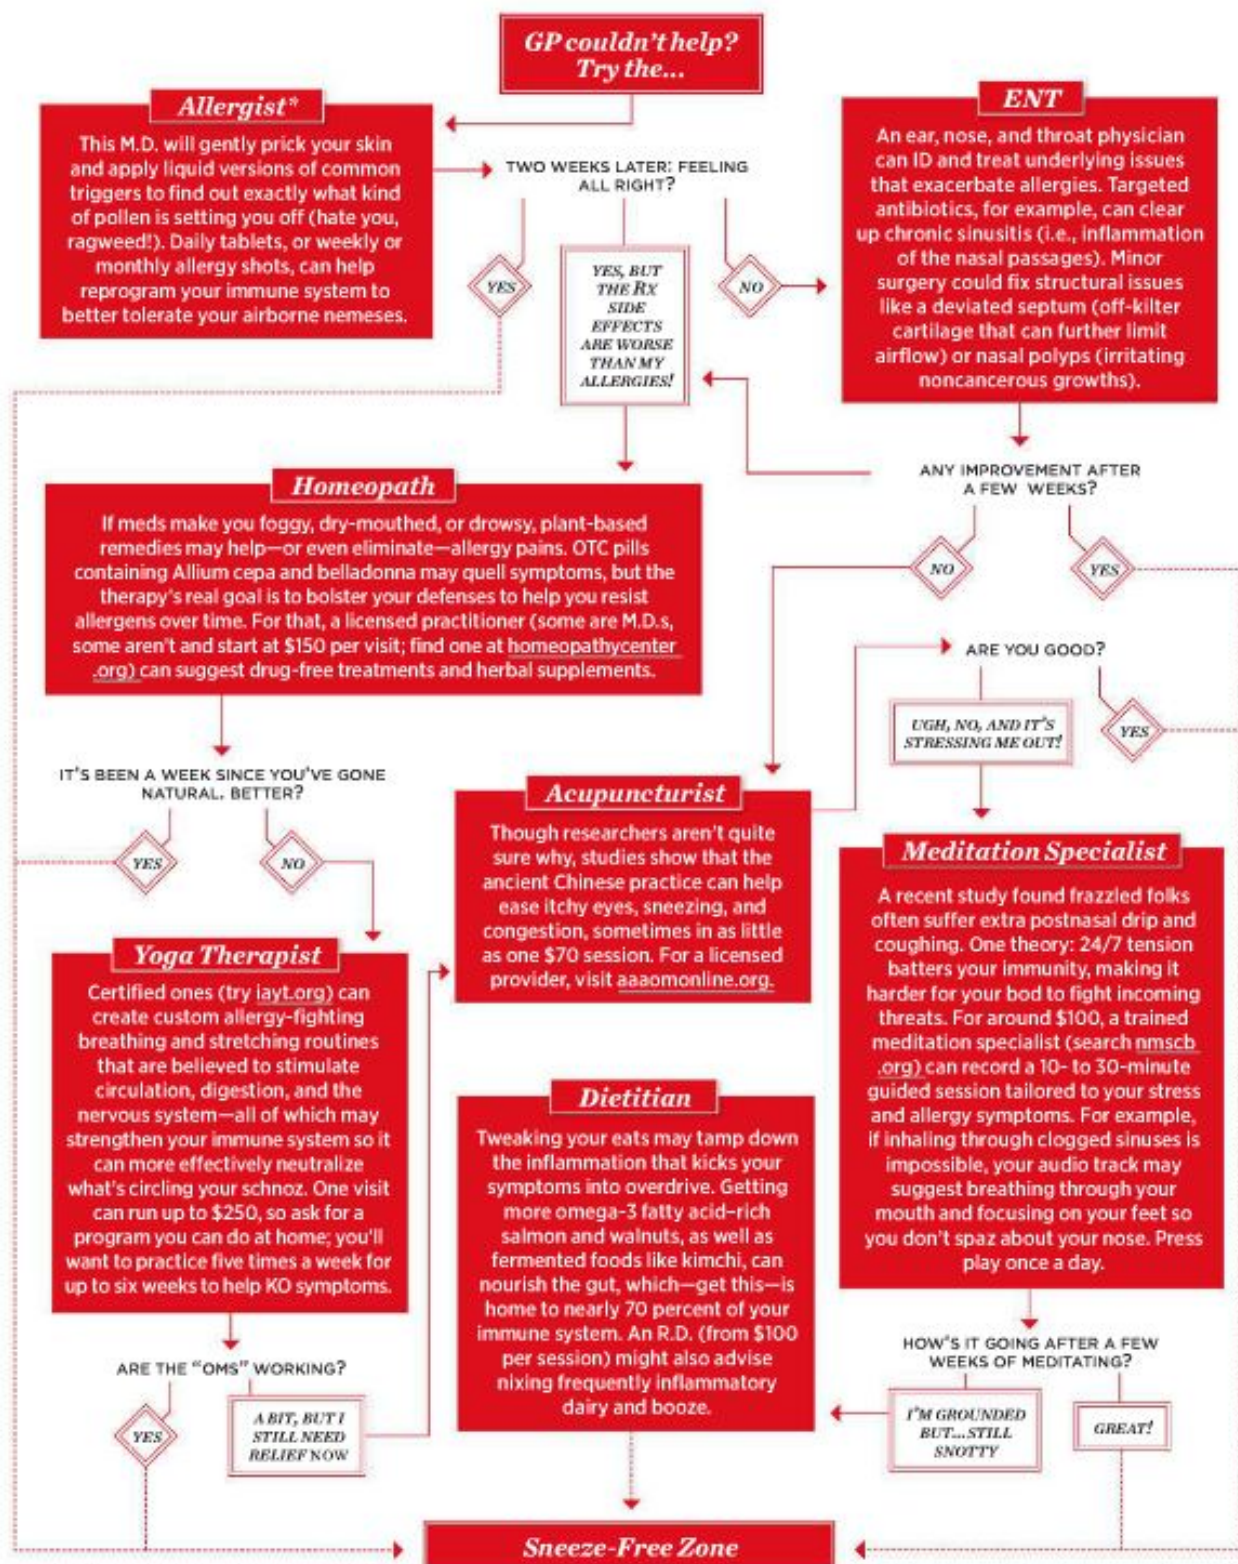 GP couldn't help?
Try the...
Allergist*
This M.D. will gently prick your skin
and apply liquid versions of common
triggers to find out exactly what kind
of pollen is setting you off (hate you,
ragweed!). Daily tablets, or weekly or
monthly allergy shots, can help
reprogram your immune system to
better tolerate your airborne nemeses.
TWO WEEKS LATER: FEELING
ALL RIGHT?
YES
YES, BUT
THE RX
SIDE
EFFECTS
ARE WORSE
THAN MY
ALLERGIES!
NO
ENT
An ear, nose, and throat physician
can ID and treat underlying issues
that exacerbate allergies. Targeted
antibiotics, for example, can clear
up chronic sinusitis (i.e., inflammation
of the nasal passages). Minor
surgery could fix structural issues
like a deviated septum (off-kilter
cartilage that can further limit
airflow) or nasal polyps (irritating
noncancerous growths).
ANY IMPROVEMENT AFTER
A FEW WEEKS?
NO
YES
Homeopath
If meds make you foggy, dry-mouthed, or drowsy, plant-based
remedies may help—or even eliminate—allergy pains. OTC pills
containing Allium cepa and belladonna may quell symptoms, but the
therapy's real goal is to bolster your defenses to help you resist
allergens over time. For that, a licensed practitioner (some are M.D.s,
some aren't and start at $150 per visit; find one at homeopathycenter
.org) can suggest drug-free treatments and herbal supplements.
ARE YOU GOOD?
UGH, NO, AND IT'S
STRESSING ME OUT!
YES
IT'S BEEN A WEEK SINCE YOU'VE GONE
NATURAL. BETTER?
YES
NO
Acupuncturist
Though researchers aren't quite
sure why, studies show that the
ancient Chinese practice can help
ease itchy eyes, sneezing, and
congestion, sometimes in as little
as one $70 session. For a licensed
provider, visit aaaomonline.org.
Meditation Specialist
A recent study found frazzled folks
often suffer extra postnasal drip and
coughing. One theory: 24/7 tension
batters your immunity, making it
harder for your bod to fight incoming
threats. For around $100, a trained
meditation specialist (search nmscb
.org) can record a 10- to 30-minute
guided session tailored to your stress
and allergy symptoms. For example,
if inhaling through clogged sinuses is
impossible, your audio track may
suggest breathing through your
mouth and focusing on your feet so
you don't spaz about your nose. Press
play once a day.
Yoga Therapist
Certified ones (try iayt.org) can
create custom allergy-fighting
breathing and stretching routines
that are believed to stimulate
circulation, digestion, and the
nervous system—all of which may
strengthen your immune system so it
can more effectively neutralize
what's circling your schnoz. One visit
can run up to $250, so ask for a
program you can do at home; you'll
want to practice five times a week for
up to six weeks to help KO symptoms.
Dietitian
Tweaking your eats may tamp down
the inflammation that kicks your
symptoms into overdrive. Getting
more omega-3 fatty acid–rich
salmon and walnuts, as well as
fermented foods like kimchi, can
nourish the gut, which—get this—is
home to nearly 70 percent of your
immune system. An R.D. (from $100
per session) might also advise
nixing frequently inflammatory
dairy and booze.
ARE THE "OMS" WORKING?
YES
A BIT, BUT I
STILL NEED
RELIEF NOW
HOW'S IT GOING AFTER A FEW
WEEKS OF MEDITATING?
I'M GROUNDED
BUT...STILL
SNOTTY
GREAT!
Sneeze-Free Zone